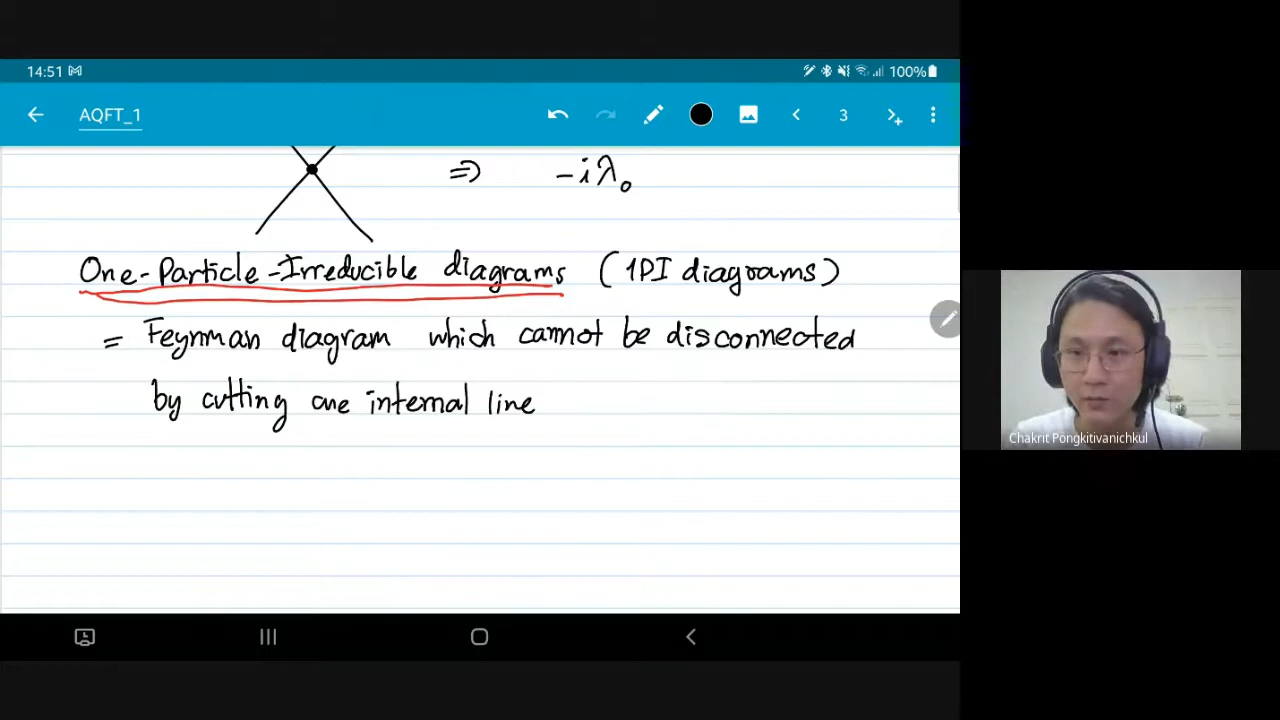 14:51
100%
AQFT_1
3
⇒ -iλ₀
One-Particle-Irreducible diagrams (1PI diagrams)
= Feynman diagram which cannot be disconnected
by cutting one internal line
Chakrit Pongkitivanichkul